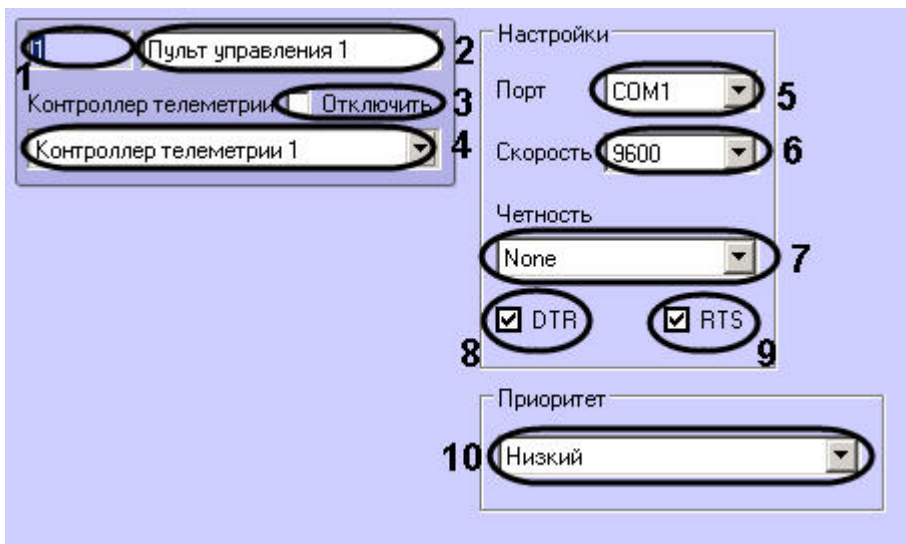 1 Пульт управления 1 2
1
Контроллер телеметрии Отключить 3
Контроллер телеметрии 1 4
Настройки
Порт COM1 5
Скорость 9600 6
Четность
None 7
DTR RTS
8 9
Приоритет
10 Низкий